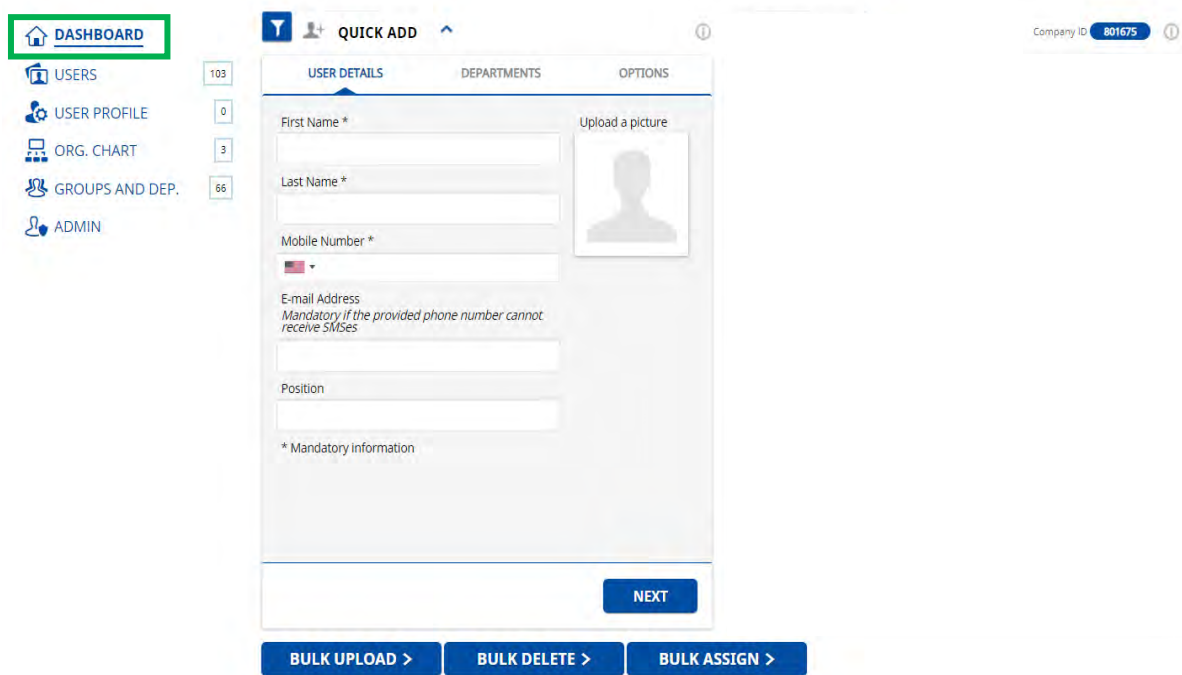 DASHBOARD
USERS 103
USER PROFILE 0
ORG. CHART 3
GROUPS AND DEP. 66
ADMIN
QUICK ADD
USER DETAILS DEPARTMENTS OPTIONS
First Name *
Upload a picture
Last Name *
Mobile Number *
E-mail Address
Mandatory if the provided phone number cannot
receive SMSes
Position
* Mandatory information
NEXT
BULK UPLOAD > BULK DELETE > BULK ASSIGN >
Company ID 801675